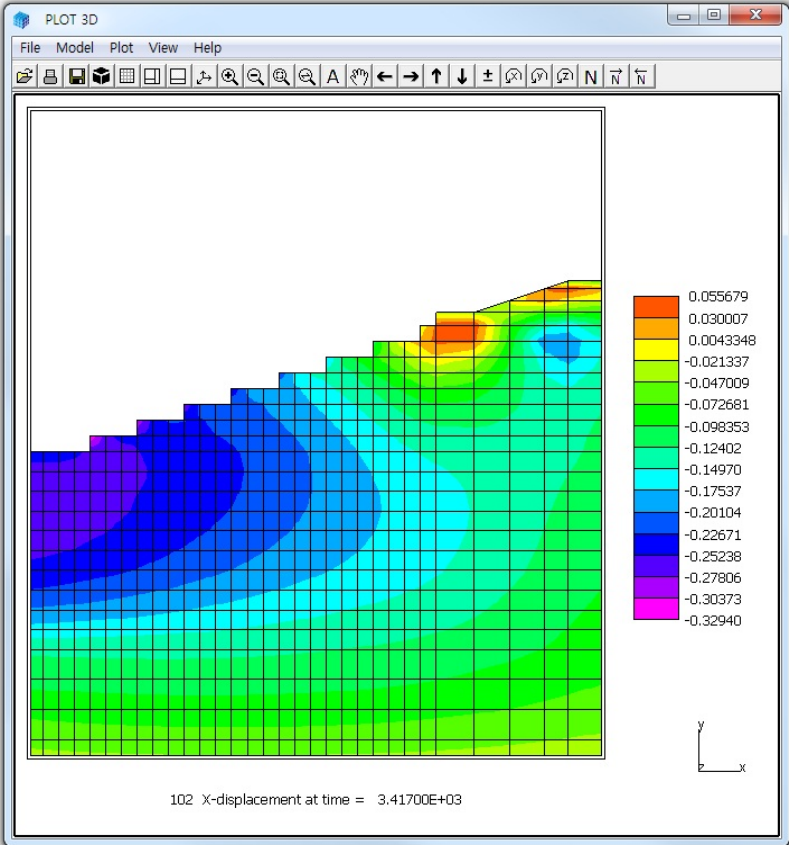 PLOT 3D
File Model Plot View Help
A x y z N N N
0.055679
0.030007
0.0043348
-0.021337
-0.047009
-0.072681
-0.098353
-0.12402
-0.14970
-0.17537
-0.20104
-0.22671
-0.25238
-0.27806
-0.30373
-0.32940
y
z x
102 X-displacement at time = 3.41700E+03